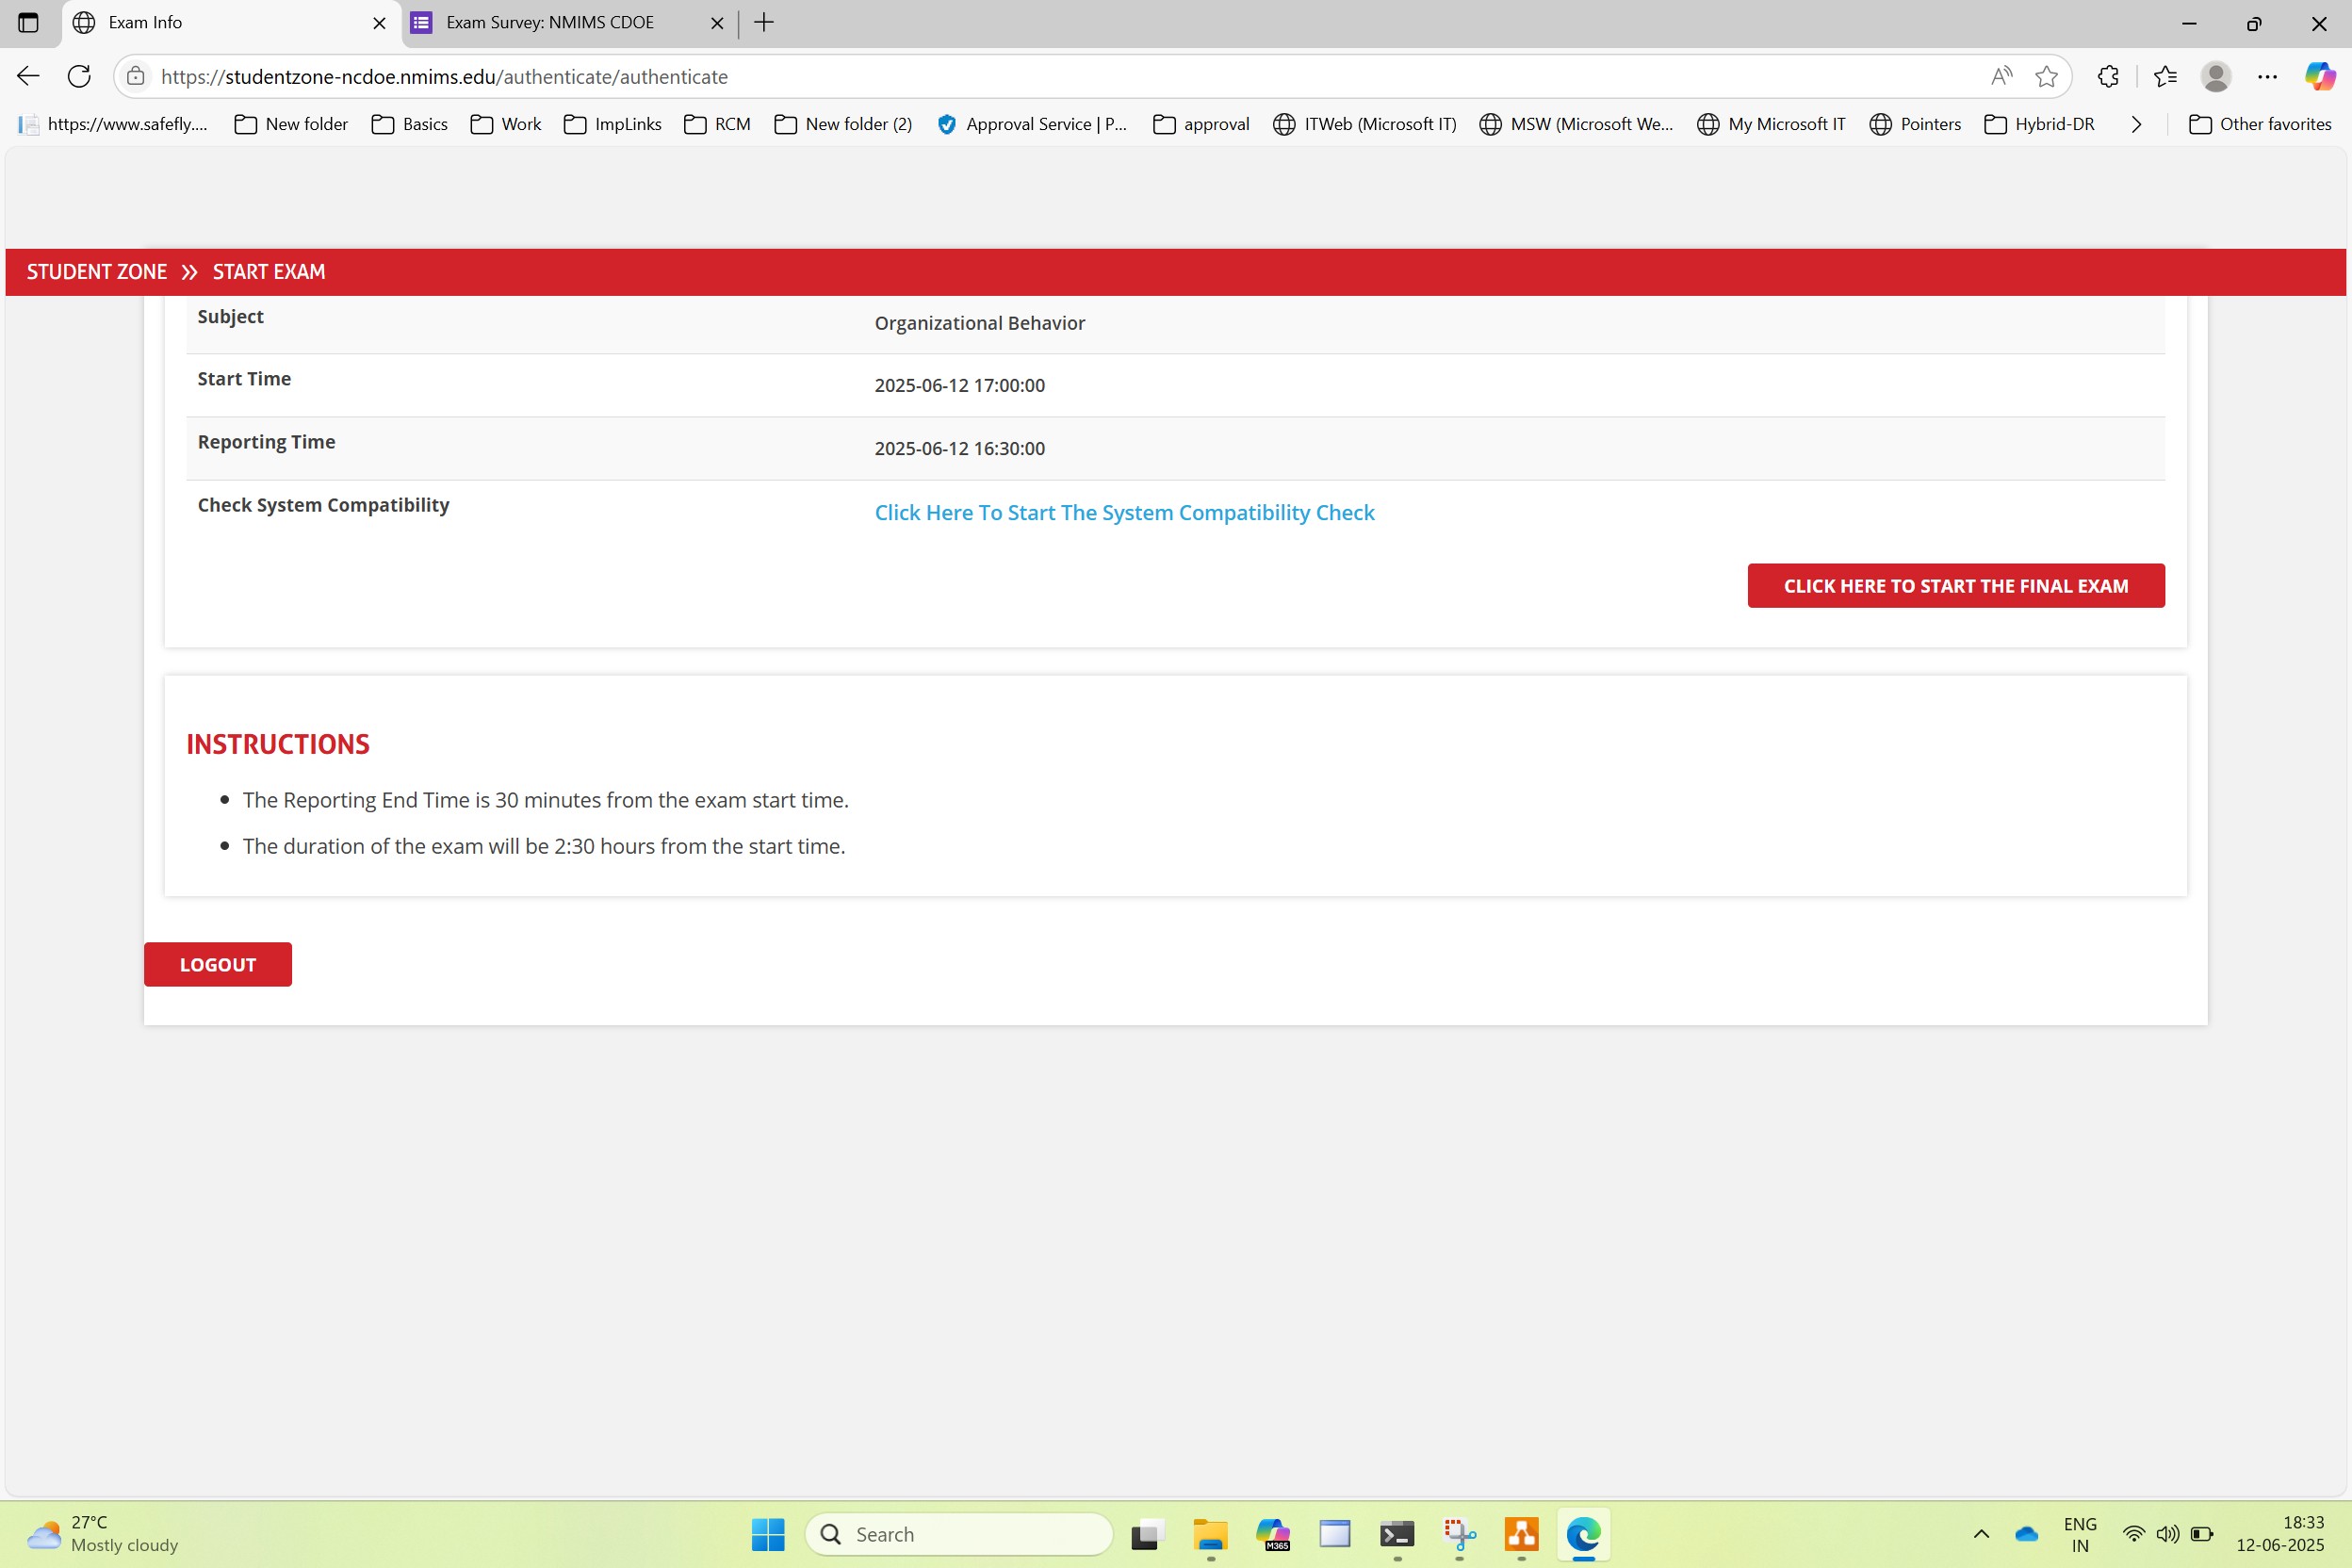 Exam Info
Exam Survey: NMIMS CDOE
https://studentzone-ncdoe.nmims.edu/authenticate/authenticate
https://www.safefly.... New folder Basics Work ImpLinks RCM New folder (2) Approval Service | P... approval ITWeb (Microsoft IT) MSW (Microsoft We... My Microsoft IT Pointers Hybrid-DR Other favorites
STUDENT ZONE » START EXAM
Subject Organizational Behavior
Start Time 2025-06-12 17:00:00
Reporting Time 2025-06-12 16:30:00
Check System Compatibility Click Here To Start The System Compatibility Check
CLICK HERE TO START THE FINAL EXAM
INSTRUCTIONS
• The Reporting End Time is 30 minutes from the exam start time.
• The duration of the exam will be 2:30 hours from the start time.
LOGOUT
27°C
Mostly cloudy
Search
M365
ENG
IN
18:33
12-06-2025